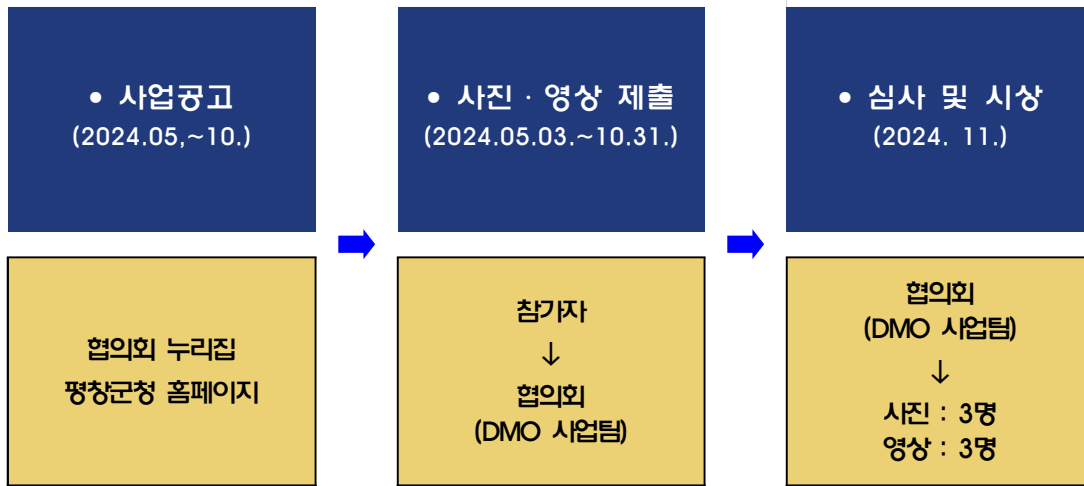 • 사업공고
(2024.05,~10.)
협의회 누리집
평창군청 홈페이지
• 사진 · 영상 제출
(2024.05.03.~10.31.)
참가자
↓
협의회
(DMO 사업팀)
• 심사 및 시상
(2024. 11.)
협의회
(DMO 사업팀)
↓
사진 : 3명
영상 : 3명